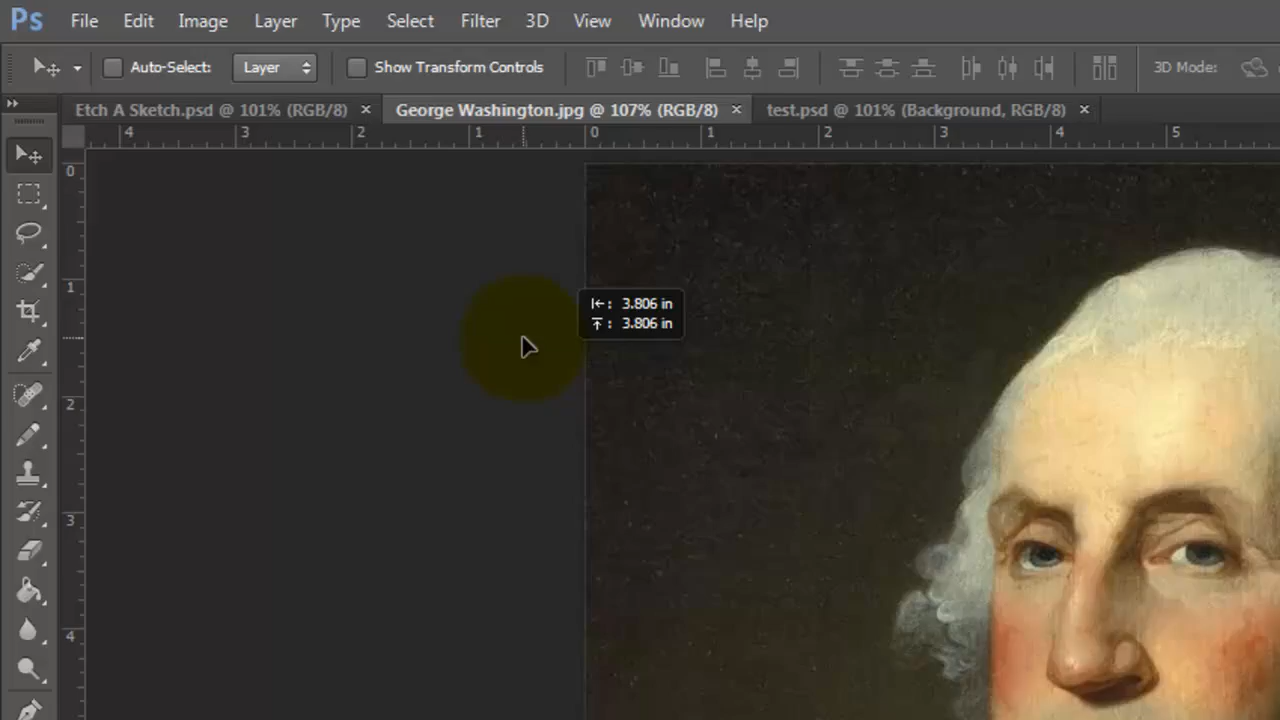 Ps File Edit Image Layer Type Select Filter 3D View Window Help
Auto-Select: Layer Show Transform Controls 3D Mode:
Etch A Sketch.psd @ 101% (RGB/8) × George Washington.jpg @ 107% (RGB/8) × test.psd @ 101% (Background, RGB/8) ×
4 3 2 1 0 1 2 3 4 5
0
1
3.806 in
3.806 in
2
3
4